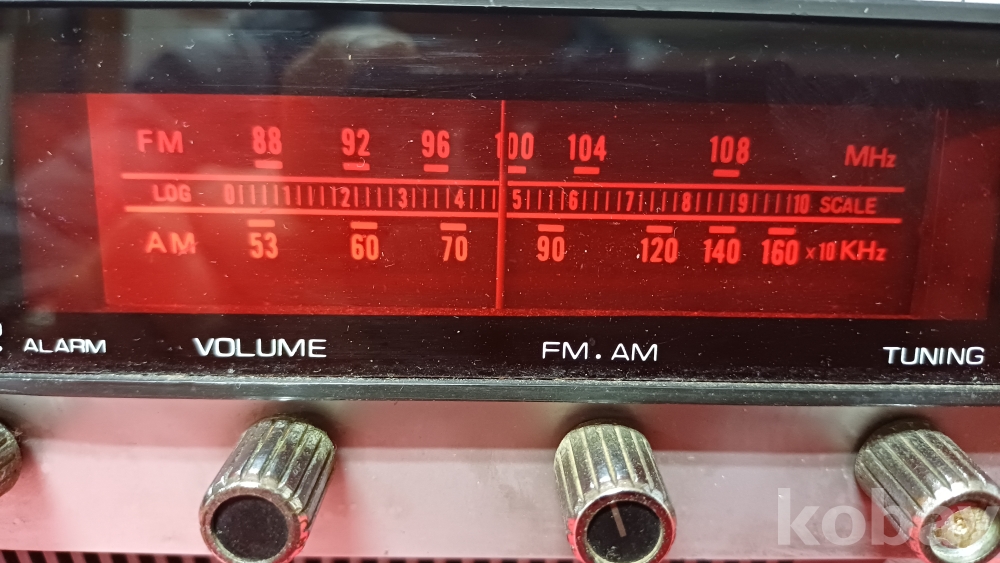 FM 88 92 96 100 104 108 MHz
LOG 0 1 2 3 4 5 6 7 8 9 10 SCALE
AM 53 60 70 90 120 140 160 ×10 KHz
ALARM VOLUME FM.AM TUNING
kobay